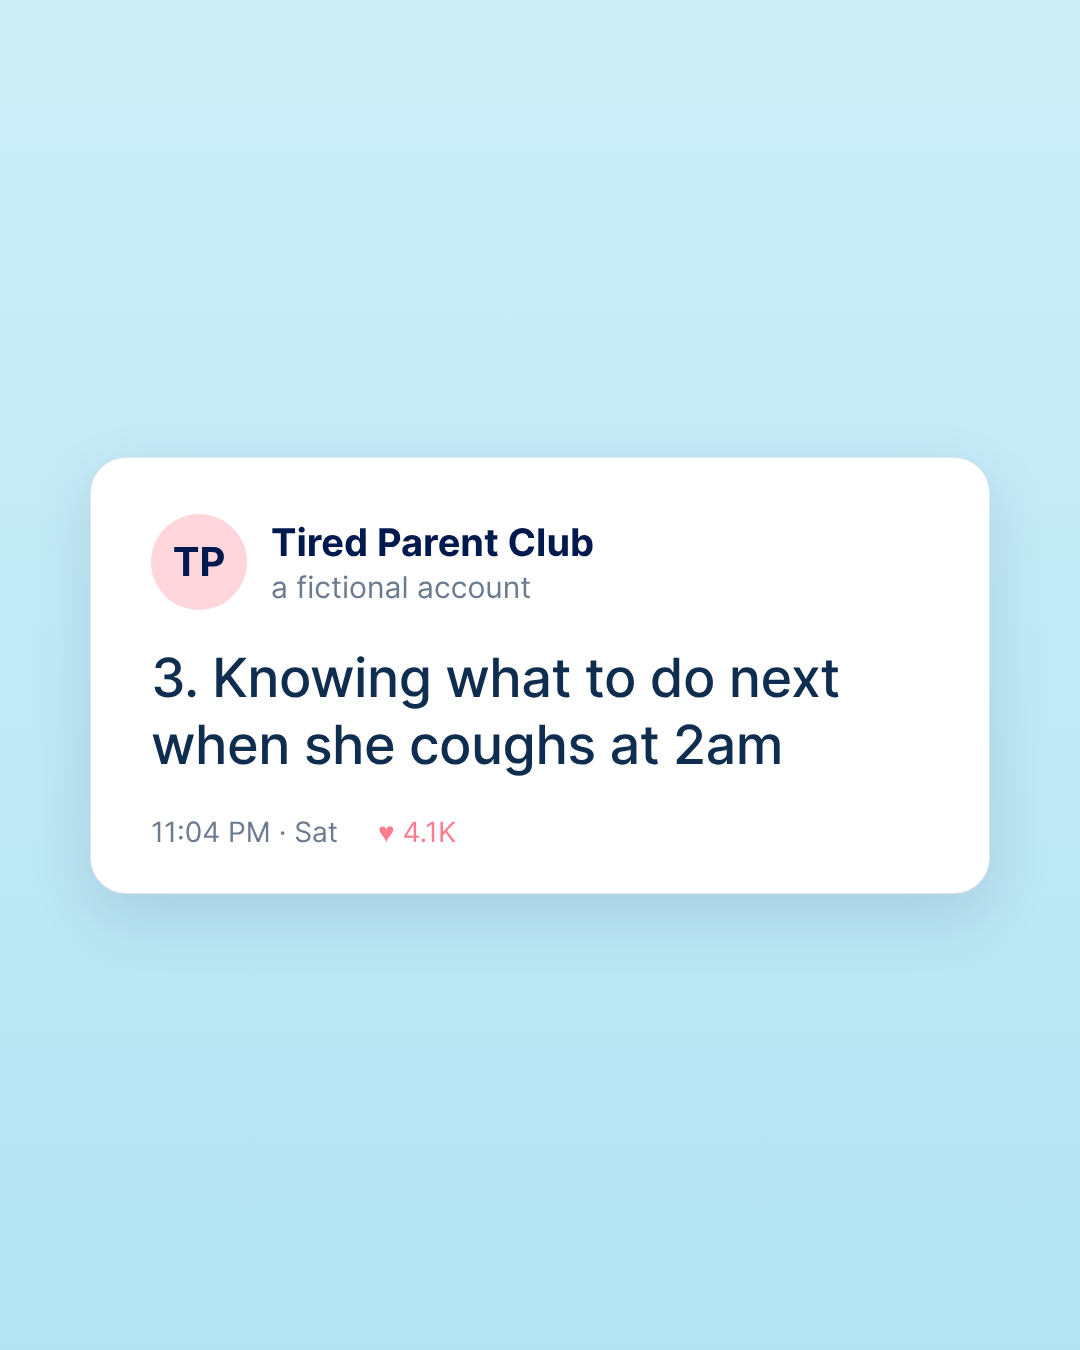 TP
Tired Parent Club
a fictional account
3. Knowing what to do next
when she coughs at 2am
11:04 PM · Sat ♥ 4.1K